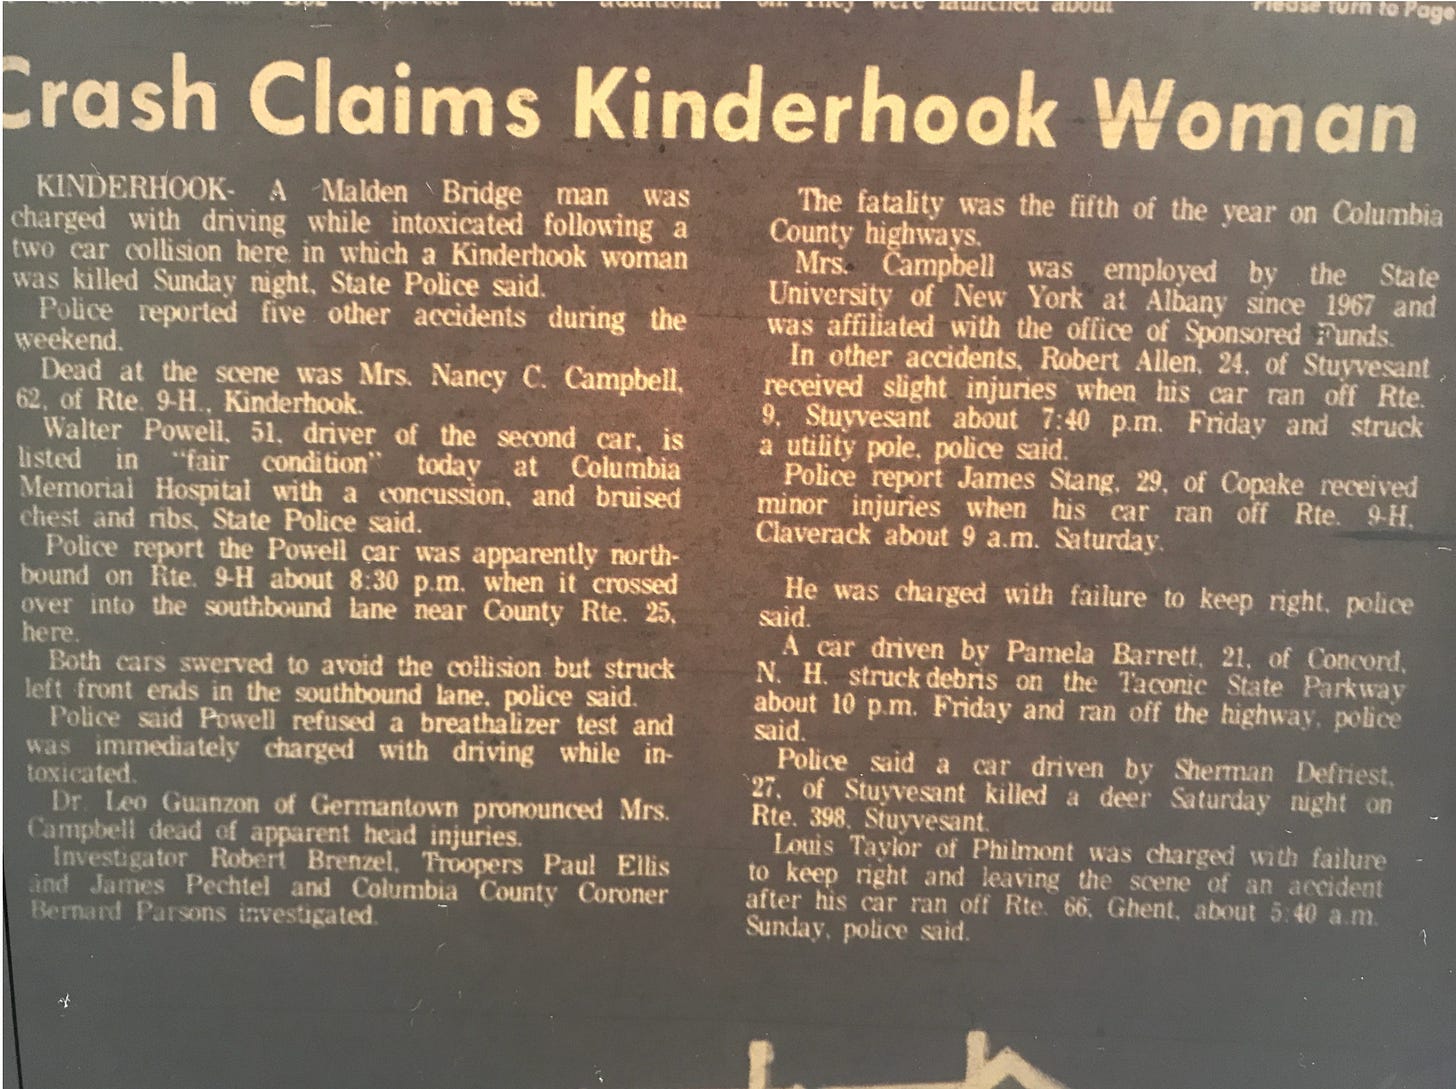 additional
on. They were launched about
Please turn to Page
Crash Claims Kinderhook Woman
KINDERHOOK- A Malden Bridge man was
charged with driving while intoxicated following a
two car collision here in which a Kinderhook woman
was killed Sunday night, State Police said.
Police reported five other accidents during the
weekend.
Dead at the scene was Mrs. Nancy C. Campbell,
62, of Rte. 9-H., Kinderhook.
Walter Powell, 51, driver of the second car, is
listed in "fair condition" today at Columbia
Memorial Hospital with a concussion, and bruised
chest and ribs, State Police said.
Police report the Powell car was apparently north-
bound on Rte. 9-H about 8:30 p.m. when it crossed
over into the southbound lane near County Rte. 25,
here.
Both cars swerved to avoid the collision but struck
left front ends in the southbound lane, police said.
Police said Powell refused a breathalizer test and
was immediately charged with driving while in-
toxicated.
Dr. Leo Guanzon of Germantown pronounced Mrs.
Campbell dead of apparent head injuries.
Investigator Robert Brenzel, Troopers Paul Ellis
and James Pechtel and Columbia County Coroner
Bernard Parsons investigated.
The fatality was the fifth of the year on Columbia
County highways.
Mrs. Campbell was employed by the State
University of New York at Albany since 1967 and
was affiliated with the office of Sponsored Funds.
In other accidents, Robert Allen, 24, of Stuyvesant
received slight injuries when his car ran off Rte.
9, Stuyvesant about 7:40 p.m. Friday and struck
a utility pole, police said.
Police report James Stang, 29, of Copake received
minor injuries when his car ran off Rte. 9-H,
Claverack about 9 a.m. Saturday.
He was charged with failure to keep right, police
said.
A car driven by Pamela Barrett, 21, of Concord,
N. H. struck debris on the Taconic State Parkway
about 10 p.m. Friday and ran off the highway, police
said.
Police said a car driven by Sherman Defriest,
27, of Stuyvesant killed a deer Saturday night on
Rte. 398, Stuyvesant.
Louis Taylor of Philmont was charged with failure
to keep right and leaving the scene of an accident
after his car ran off Rte. 66, Ghent, about 5:40 a.m.
Sunday, police said.